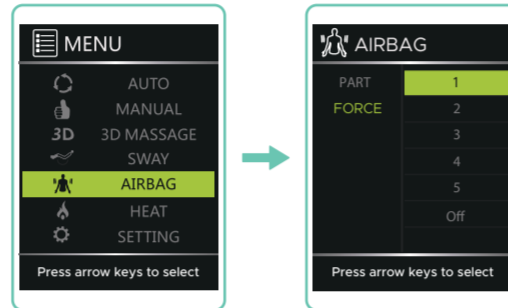 MENU
AUTO
MANUAL
3D 3D MASSAGE
SWAY
AIRBAG
HEAT
SETTING
Press arrow keys to select
AIRBAG
PART 1
FORCE 2
3
4
5
Off
Press arrow keys to select